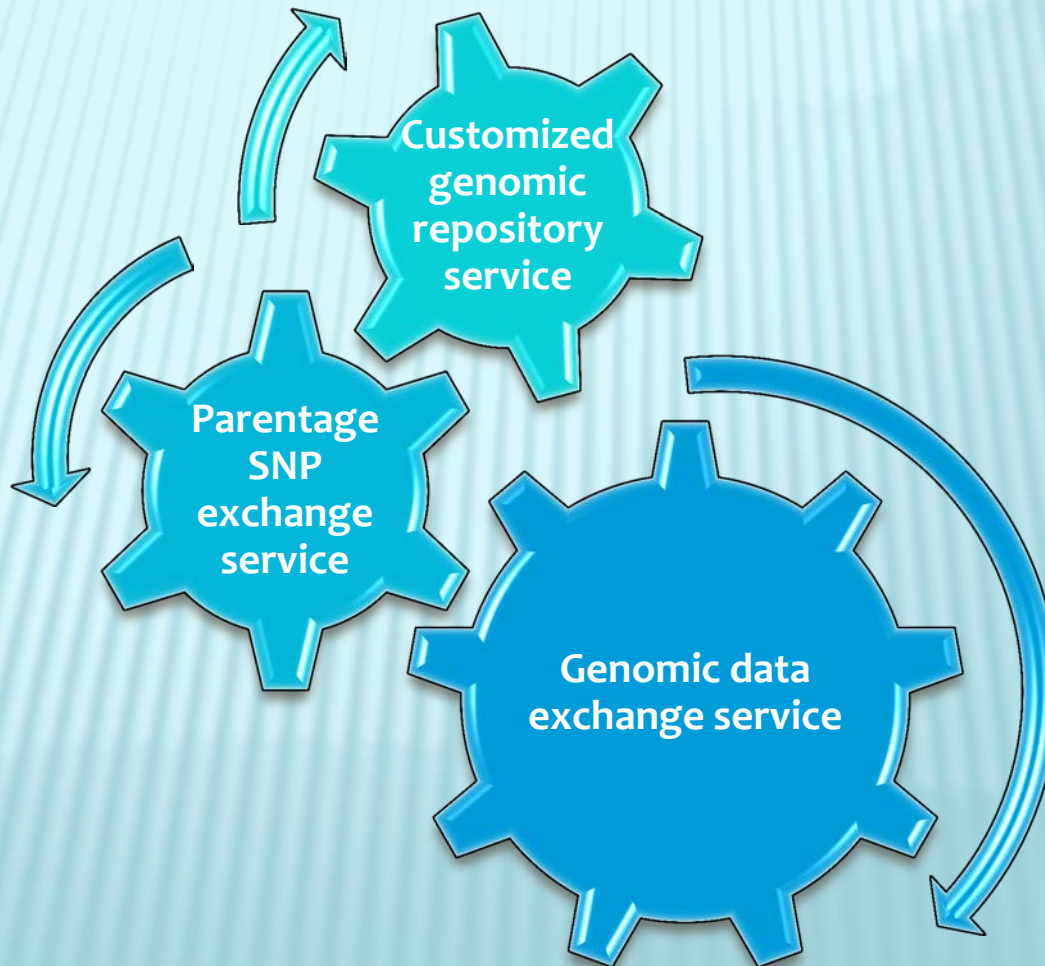 Customized
genomic
repository
service
Parentage
SNP
exchange
service
Genomic data
exchange service